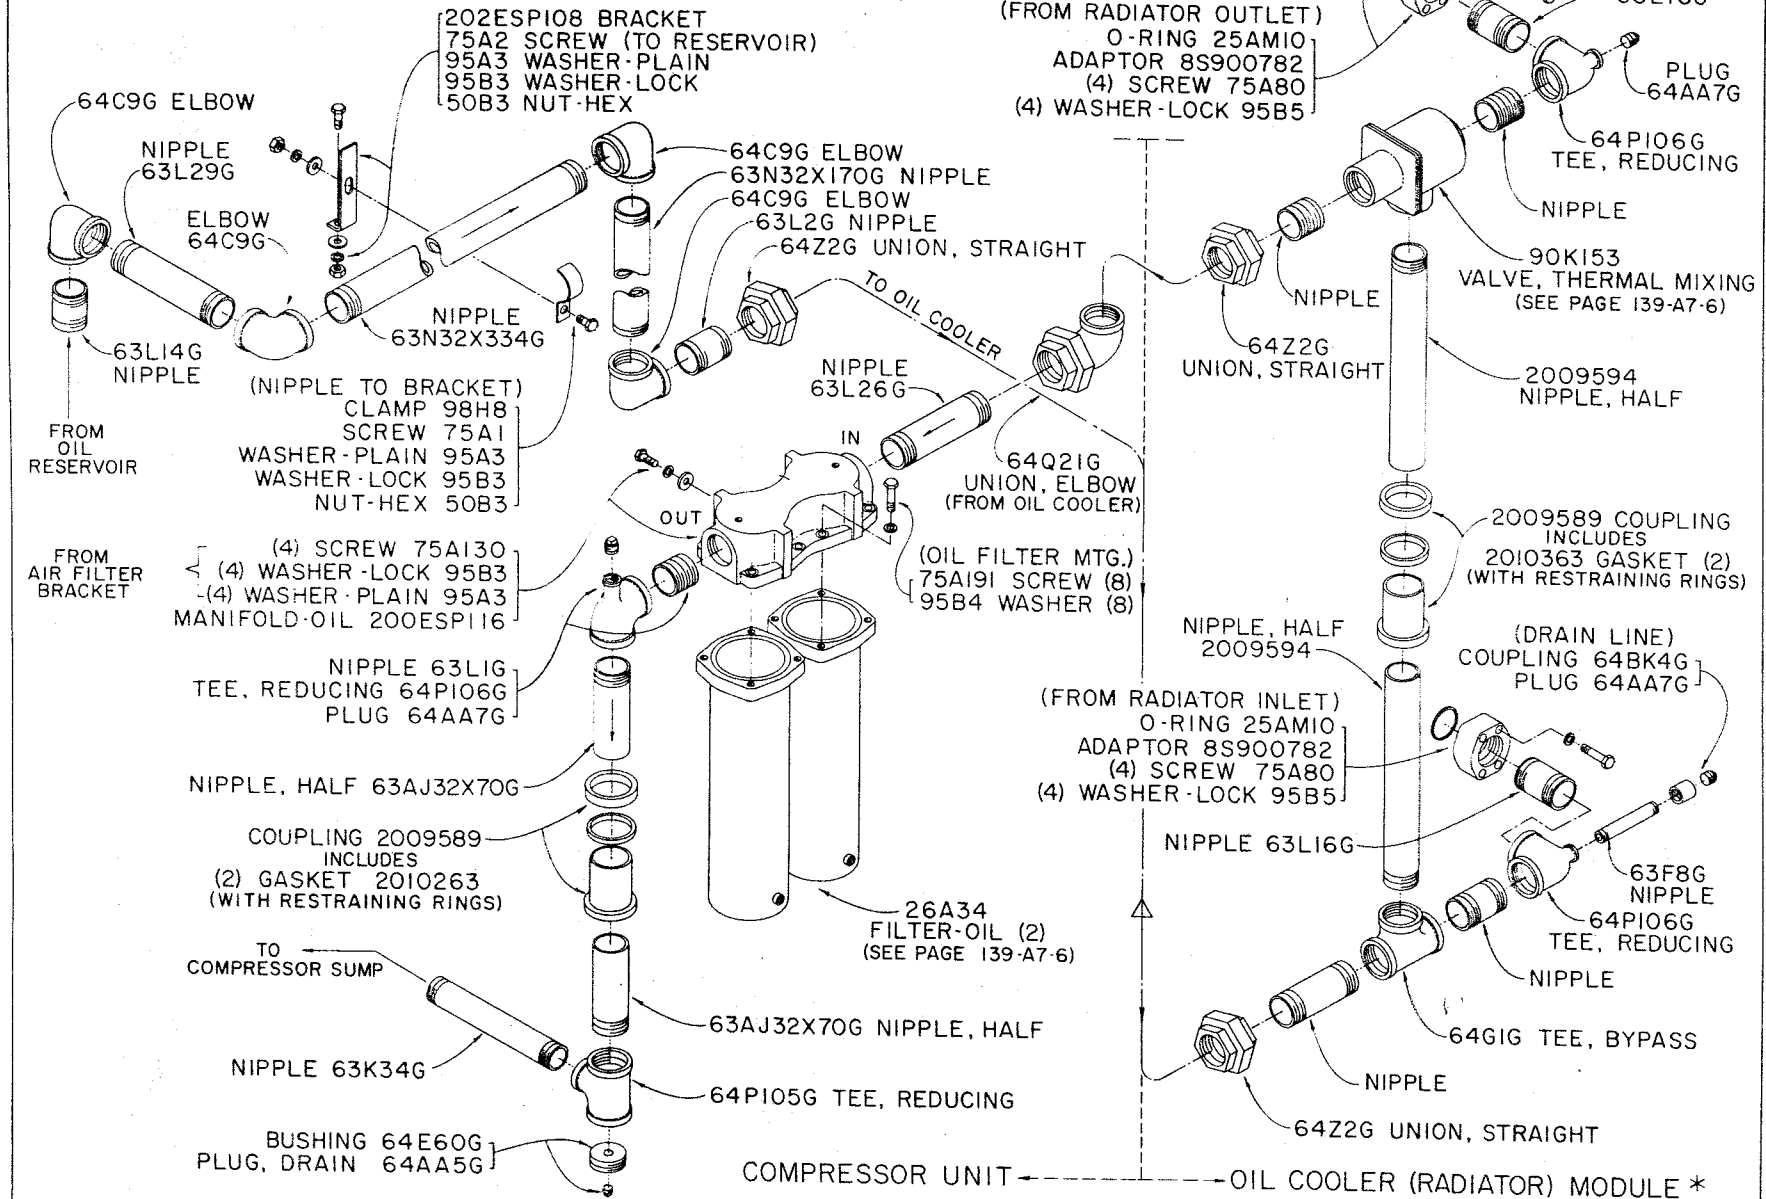 202ESP108 BRACKET
75A2 SCREW (TO RESERVOIR)
95A3 WASHER-PLAIN
95B3 WASHER-LOCK
50B3 NUT-HEX
64C9G ELBOW
NIPPLE
63L29G
ELBOW
64C9G
63L14G
NIPPLE
FROM
OIL
RESERVOIR
NIPPLE
63N32X334G
(NIPPLE TO BRACKET)
CLAMP 98H8
SCREW 75A1
WASHER-PLAIN 95A3
WASHER-LOCK 95B3
NUT-HEX 50B3
64C9G ELBOW
63N32X170G NIPPLE
64C9G ELBOW
63L2G NIPPLE
64Z2G UNION, STRAIGHT
TO OIL COOLER
NIPPLE
63L26G
IN
OUT
64Q21G
UNION, ELBOW
(FROM OIL COOLER)
FROM
AIR FILTER
BRACKET
(4) SCREW 75A130
(4) WASHER-LOCK 95B3
(4) WASHER-PLAIN 95A3
MANIFOLD-OIL 200ESP116
(OIL FILTER MTG.)
75A191 SCREW (8)
95B4 WASHER (8)
NIPPLE 63L1G
TEE, REDUCING 64P106G
PLUG 64AA7G
NIPPLE, HALF 63AJ32X70G
COUPLING 2009589
INCLUDES
(2) GASKET 2010263
(WITH RESTRAINING RINGS)
26A34
FILTER-OIL (2)
(SEE PAGE 139-A7-6)
TO
COMPRESSOR SUMP
63AJ32X70G NIPPLE, HALF
NIPPLE 63K34G
64P105G TEE, REDUCING
BUSHING 64E60G
PLUG, DRAIN 64AA5G
COMPRESSOR UNIT
(FROM RADIATOR OUTLET)
O-RING 25AM10
ADAPTOR 8S900782
(4) SCREW 75A80
(4) WASHER-LOCK 95B5
PLUG
64AA7G
64P106G
TEE, REDUCING
NIPPLE
90K153
VALVE, THERMAL MIXING
(SEE PAGE 139-A7-6)
NIPPLE
64Z2G
UNION, STRAIGHT
2009594
NIPPLE, HALF
2009589 COUPLING
INCLUDES
2010363 GASKET (2)
(WITH RESTRAINING RINGS)
NIPPLE, HALF
2009594
(DRAIN LINE)
COUPLING 64BK4G
PLUG 64AA7G
(FROM RADIATOR INLET)
O-RING 25AM10
ADAPTOR 8S900782
(4) SCREW 75A80
(4) WASHER-LOCK 95B5
NIPPLE 63L16G
63F8G
NIPPLE
64P106G
TEE, REDUCING
NIPPLE
64G1G TEE, BYPASS
NIPPLE
64Z2G UNION, STRAIGHT
OIL COOLER (RADIATOR) MODULE *